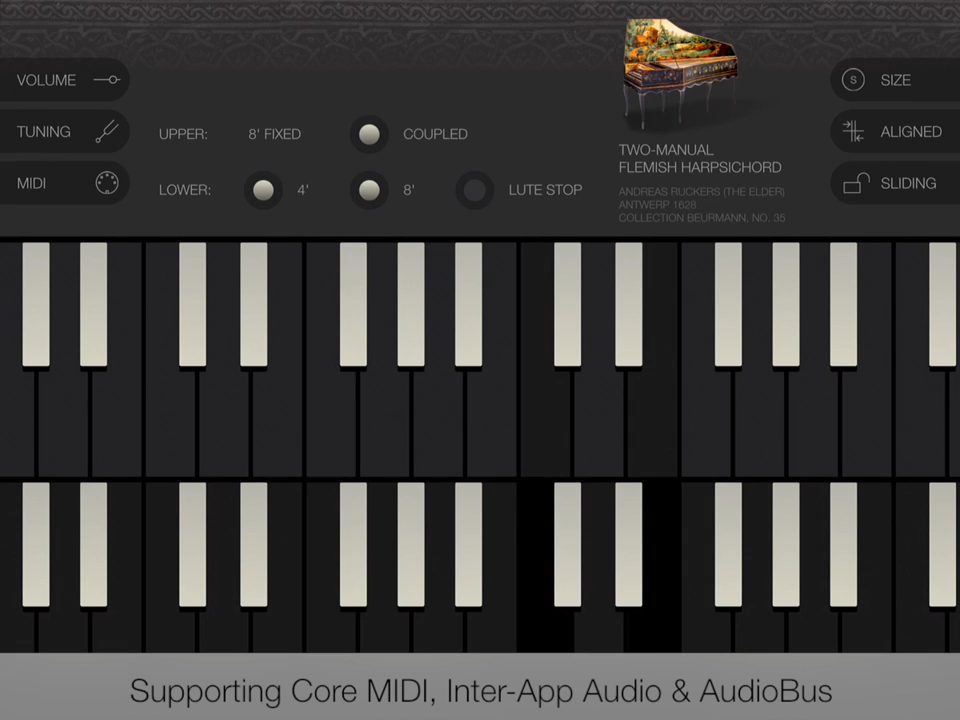 VOLUME
TUNING
MIDI
UPPER: 8' FIXED COUPLED
LOWER: 4' 8' LUTE STOP
TWO-MANUAL
FLEMISH HARPSICHORD
ANDREAS RUCKERS (THE ELDER)
ANTWERP 1628
COLLECTION BEURMANN, NO. 35
S SIZE
ALIGNED
SLIDING
Supporting Core MIDI, Inter-App Audio & AudioBus